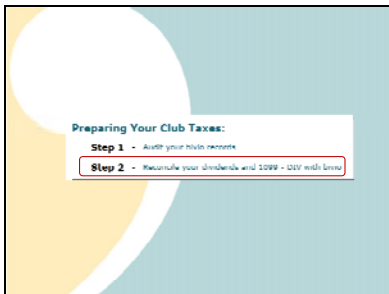 Preparing Your Club Taxes:
Step 1 - Audit your bivio records
Step 2 - Reconcile your dividends and 1099 - DIV with